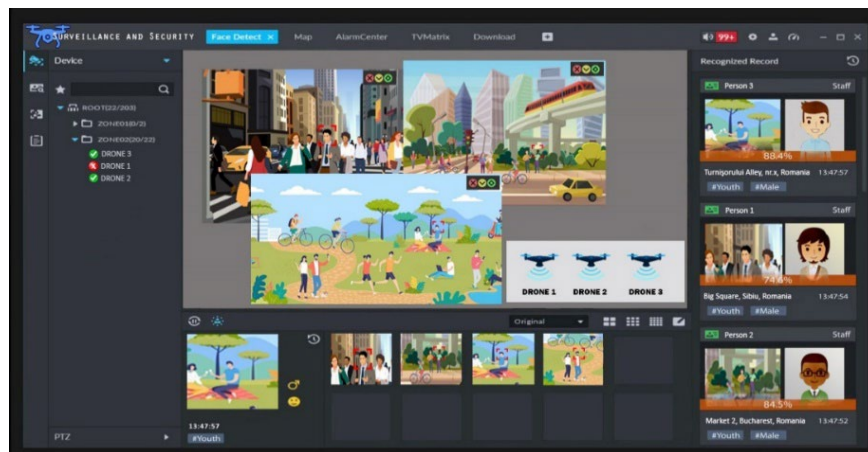 SURVEILLANCE AND SECURITY
Face Detect ×
Map
AlarmCenter
TVMatrix
Download
99+
Device
ROOT(23/203)
ZONE02(20/22)
DRONE 3
DRONE 1
DRONE 2
PTZ
DRONE 1
DRONE 2
DRONE 3
Original
13:47:57
#Youth
Recognized Record
Person 3
Staff
88.4%
Turnișorului Alley, nr.x, Romania
13:47:57
#Youth
#Male
Person 1
Staff
74.6%
Big Square, Sibiu, Romania
13:47:54
#Youth
#Male
Person 2
Staff
84.5%
Market 2, Bucharest, Romania
13:47:52
#Youth
#Male